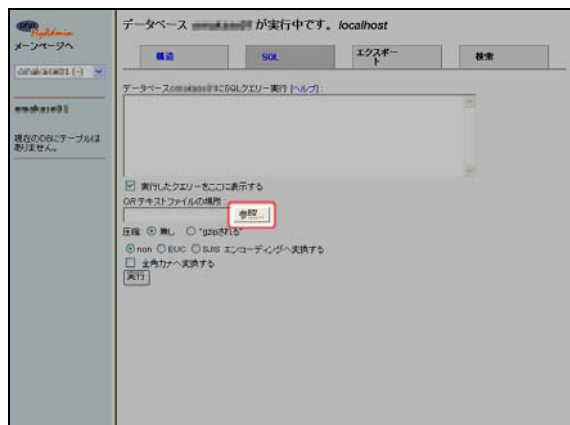 php
MyAdmin
メーンページへ
omakase01 (-)
omakase01
現在のDBにテーブルは
ありません。
データベース が実行中です。 localhost
構造
SQL
エクスポー
ト
検索
データベース にSQLクエリー実行 [ヘルプ] :
実行したクエリーをここに表示する
OR テキストファイルの場所 :
参照...
圧縮: 無し "gzipされる"
non EUC SJIS エンコーディングへ変換する
全角カナへ変換する
実行